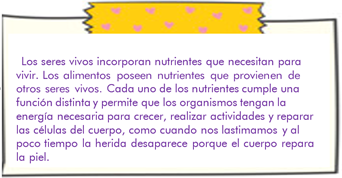 Los seres vivos incorporan nutrientes que necesitan para
vivir. Los alimentos poseen nutrientes que provienen de
otros seres vivos. Cada uno de los nutrientes cumple una
función distinta y permite que los organismos tengan la
energía necesaria para crecer, realizar actividades y reparar
las células del cuerpo, como cuando nos lastimamos y al
poco tiempo la herida desaparece porque el cuerpo repara
la piel.